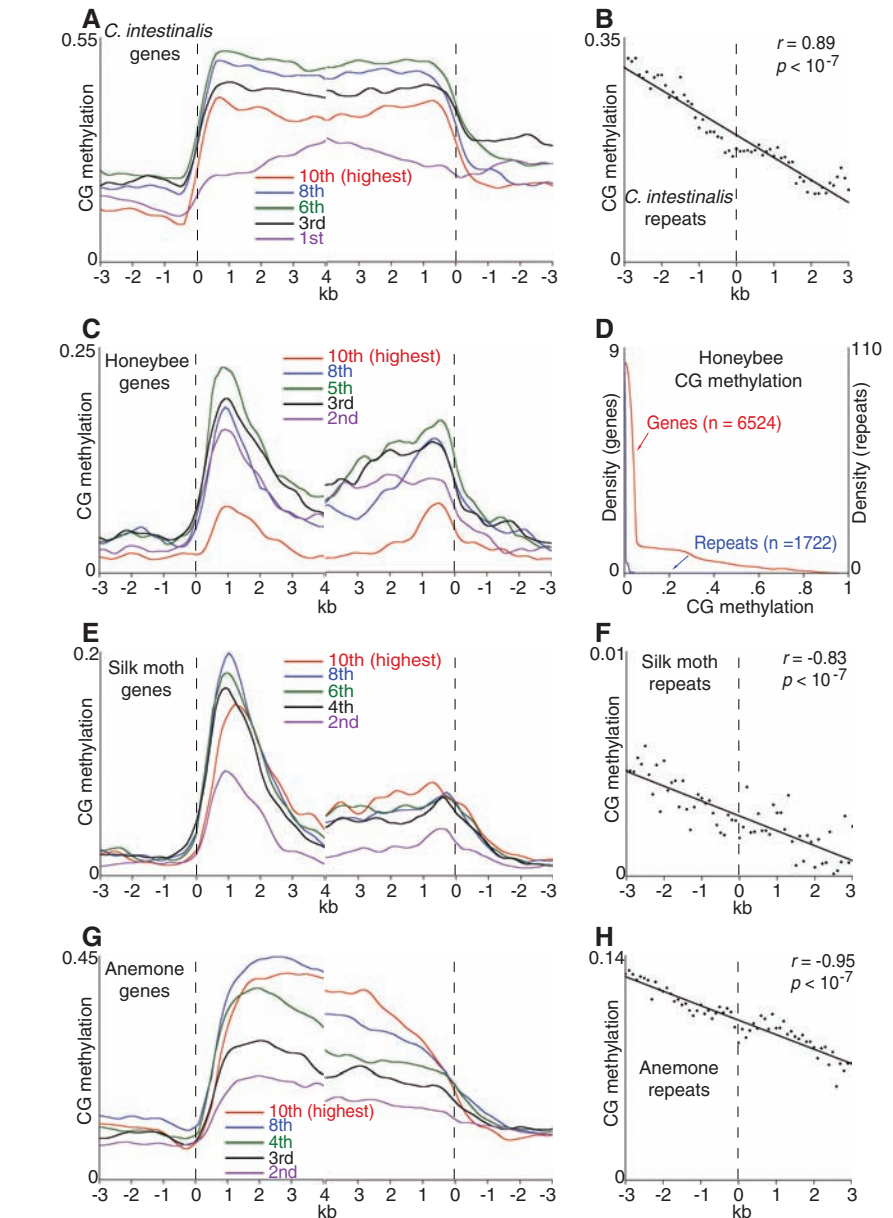 A
C. intestinalis
genes
0.55
CG methylation
0
10th (highest)
8th
6th
3rd
1st
-3 -2 -1 0 1 2 3 4 3 2 1 0 -1 -2 -3
kb
B
0.35
r = 0.89
p < 10-7
CG methylation
C. intestinalis
repeats
0
-3 -2 -1 0 1 2 3
kb
C
0.25
Honeybee
genes
CG methylation
0
10th (highest)
8th
5th
3rd
2nd
-3 -2 -1 0 1 2 3 4 3 2 1 0 -1 -2 -3
kb
D
9
110
Honeybee
CG methylation
Density (genes)
Density (repeats)
Genes (n = 6524)
Repeats (n =1722)
0
0
0 .2 .4 .6 .8 1
CG methylation
E
0.2
Silk moth
genes
CG methylation
0
10th (highest)
8th
6th
4th
2nd
-3 -2 -1 0 1 2 3 4 3 2 1 0 -1 -2 -3
kb
F
0.01
Silk moth
repeats
r = -0.83
p < 10-7
CG methylation
0
-3 -2 -1 0 1 2 3
kb
G
0.45
Anemone
genes
CG methylation
0
10th (highest)
8th
4th
3rd
2nd
-3 -2 -1 0 1 2 3 4 3 2 1 0 -1 -2 -3
kb
H
0.14
r = -0.95
p < 10-7
CG methylation
Anemone
repeats
0
-3 -2 -1 0 1 2 3
kb